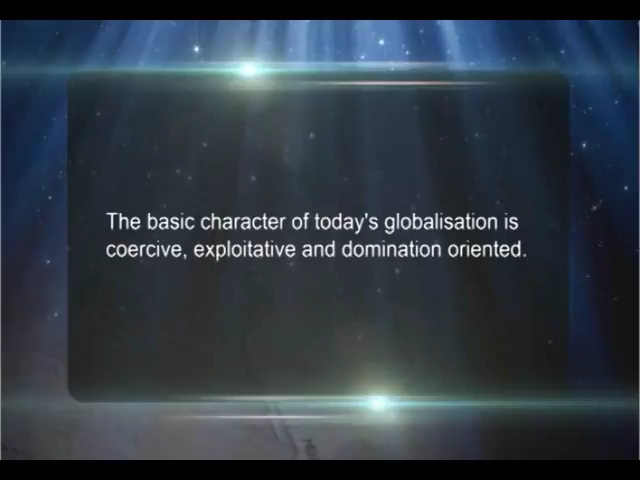 The basic character of today's globalisation is
coercive, exploitative and domination oriented.